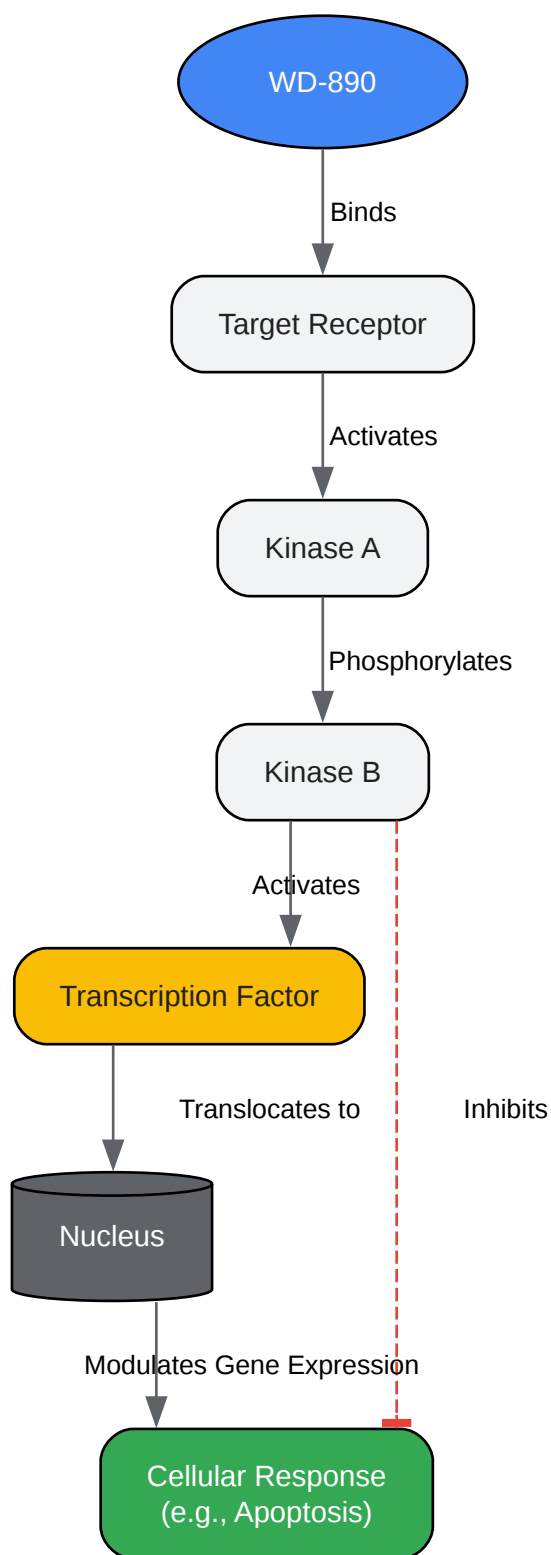 WD-890
Binds
Target Receptor
Activates
Kinase A
Phosphorylates
Kinase B
Activates
Transcription Factor
Translocates to
Inhibits
Nucleus
Modulates Gene Expression
Cellular Response
(e.g., Apoptosis)